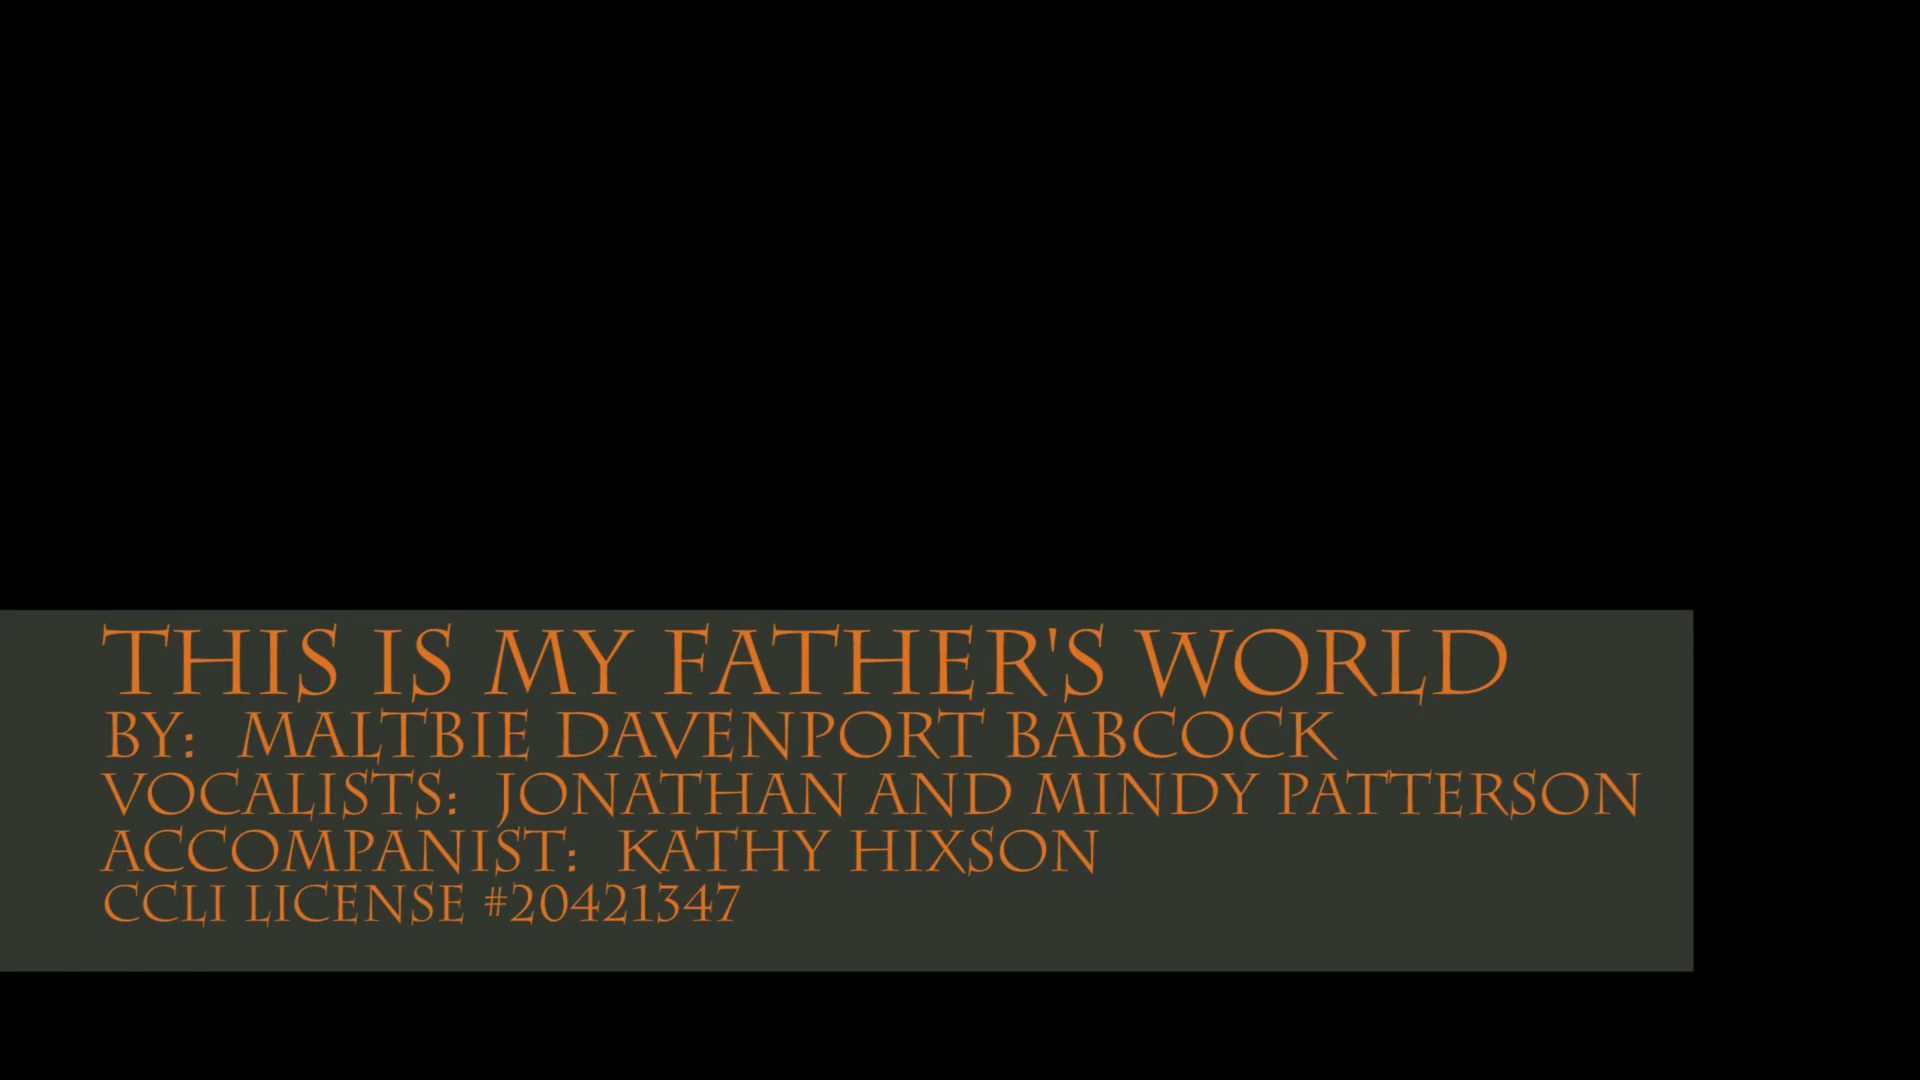 THIS IS MY FATHER'S WORLD
BY: MALTBIE DAVENPORT BABCOCK
VOCALISTS: JONATHAN AND MINDY PATTERSON
ACCOMPANIST: KATHY HIXSON
CCLI LICENSE #20421347